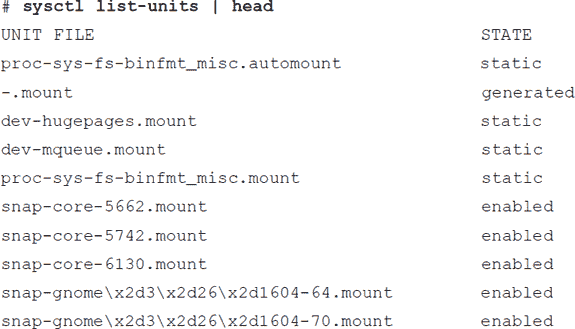 # sysctl list-units | head
UNIT FILE STATE
proc-sys-fs-binfmt_misc.automount static
-.mount generated
dev-hugepages.mount static
dev-mqueue.mount static
proc-sys-fs-binfmt_misc.mount static
snap-core-5662.mount enabled
snap-core-5742.mount enabled
snap-core-6130.mount enabled
snap-gnome\x2d3\x2d26\x2d1604-64.mount enabled
snap-gnome\x2d3\x2d26\x2d1604-70.mount enabled